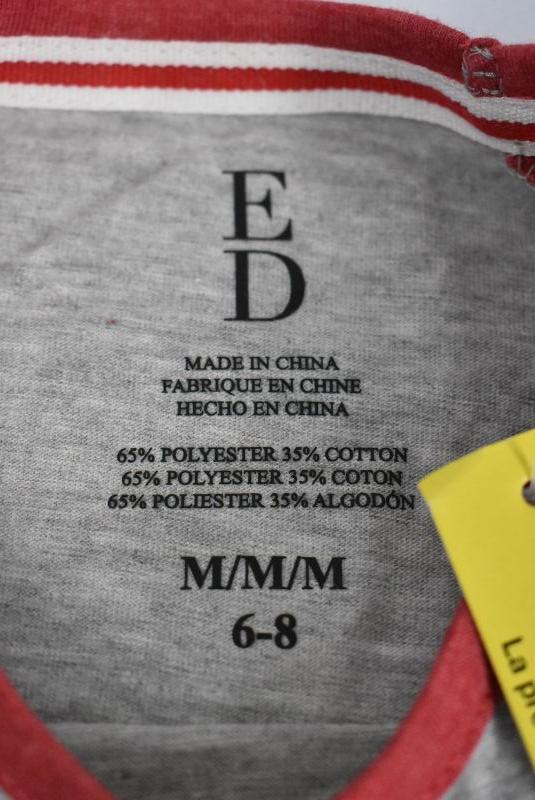 E
D
MADE IN CHINA
FABRIQUE EN CHINE
HECHO EN CHINA
65% POLYESTER 35% COTTON
65% POLYESTER 35% COTON
65% POLIESTER 35% ALGODÓN
M/M/M
6-8
La